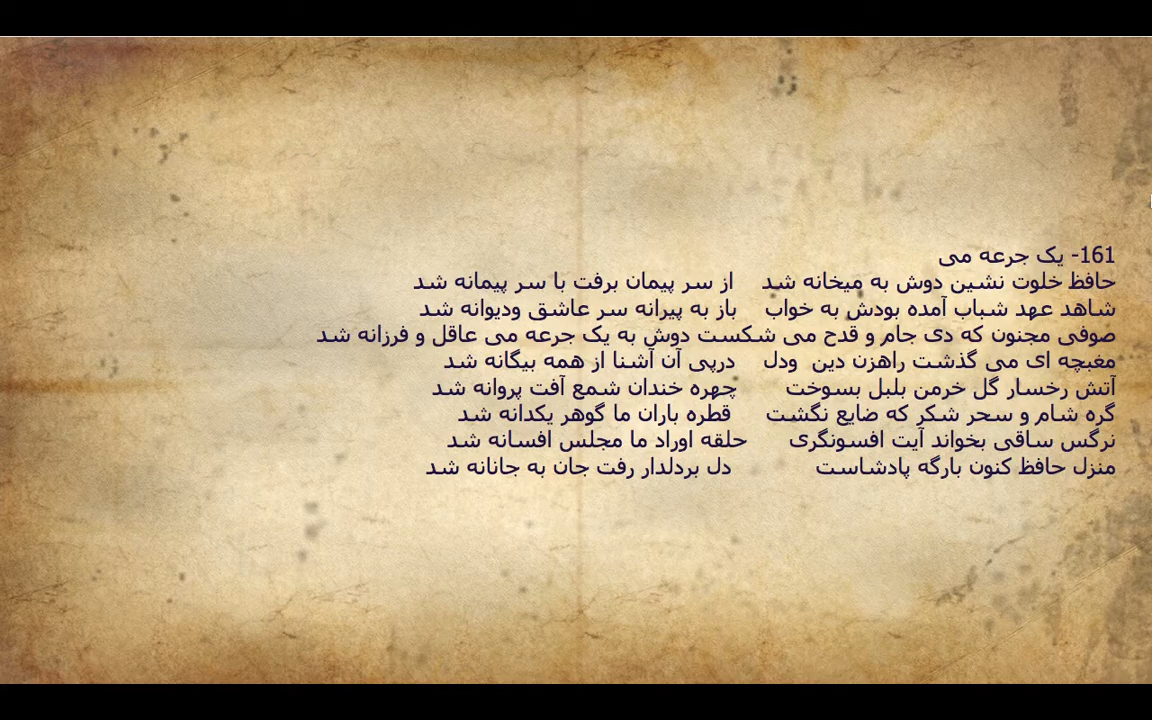 161- یک جرعه می
حافظ خلوت نشین دوش به میخانه شد از سر پیمان برفت با سر پیمانه شد
شاهد عهد شباب آمده بودش به خواب باز به پیرانه سر عاشق ودیوانه شد
صوفی مجنون که دی جام و قدح می شکست دوش به یک جرعه می عاقل و فرزانه شد
مغبچه ای می گذشت راهزن دین ودل درپی آن آشنا از همه بیگانه شد
آتش رخسار گل خرمن بلبل بسوخت چهره خندان شمع آفت پروانه شد
گره شام و سحر شکر که ضایع نگشت قطره باران ما گوهر یکدانه شد
نرگس ساقی بخواند آیت افسونگری حلقه اوراد ما مجلس افسانه شد
منزل حافظ کنون بارگه پادشاست دل بردلدار رفت جان به جانانه شد